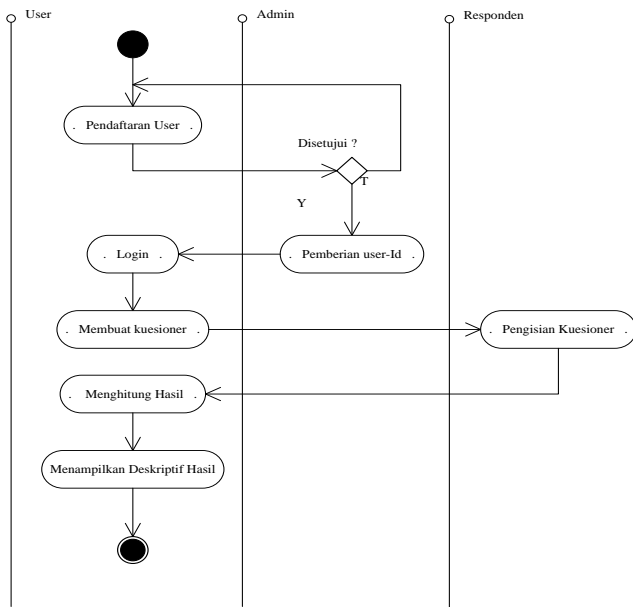 User
Admin
Responden
. Pendaftaran User .
Disetujui ?
T
Y
. Login .
. Pemberian user-Id .
. Membuat kuesioner .
. Pengisian Kuesioner .
. Menghitung Hasil .
Menampilkan Deskriptif Hasil